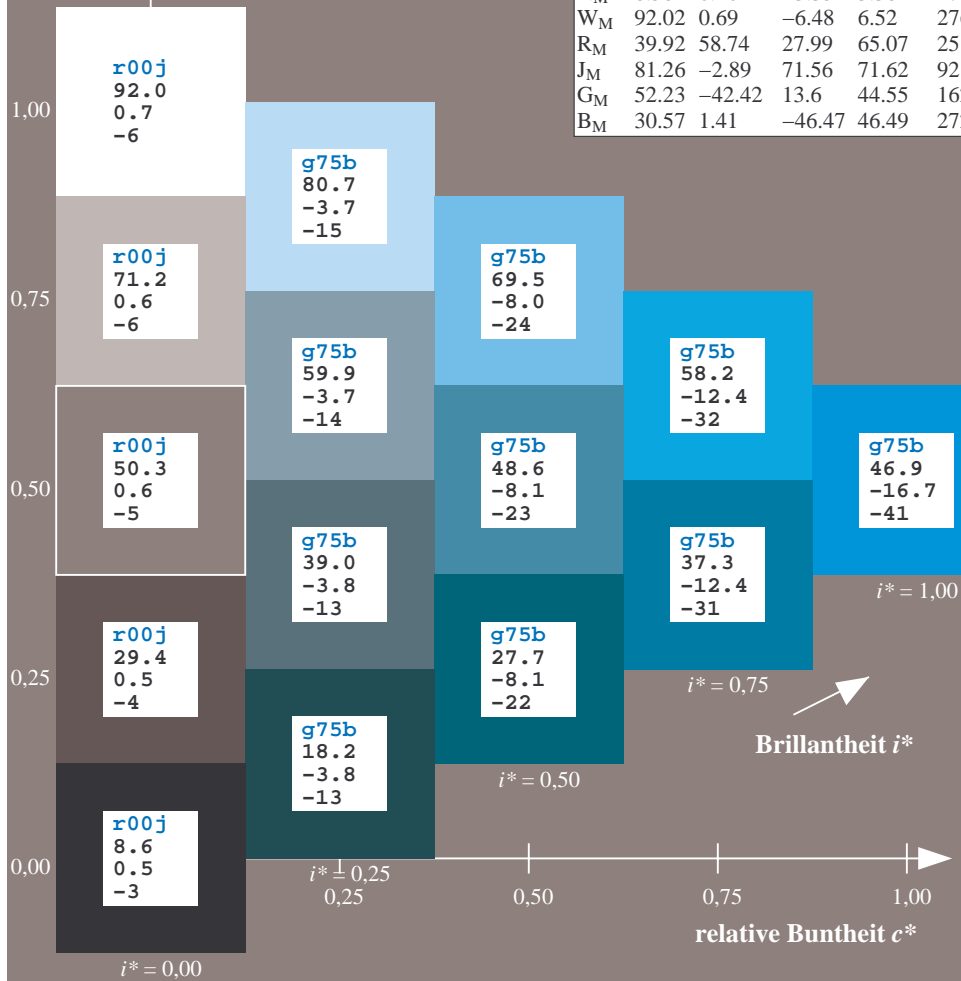 W_M 92.02 0.69 −6.48 6.52
R_M 39.92 58.74 27.99 65.07
J_M 81.26 −2.89 71.56 71.62
G_M 52.23 −42.42 13.6 44.55
B_M 30.57 1.41 −46.47 46.49
1,00
r00j
92.0
0.7
−6
g75b
80.7
−3.7
−15
0,75
r00j
71.2
0.6
−6
g75b
69.5
−8.0
−24
g75b
59.9
−3.7
−14
g75b
58.2
−12.4
−32
0,50
r00j
50.3
0.6
−5
g75b
48.6
−8.1
−23
g75b
46.9
−16.7
−41
i* = 1,00
g75b
39.0
−3.8
−13
g75b
37.3
−12.4
−31
i* = 0,75
0,25
r00j
29.4
0.5
−4
g75b
27.7
−8.1
−22
i* = 0,50
Brillantheit i*
g75b
18.2
−3.8
−13
i* = 0,25
0,00
r00j
8.6
0.5
−3
i* = 0,00
0,25 0,50 0,75 1,00
relative Buntheit c*